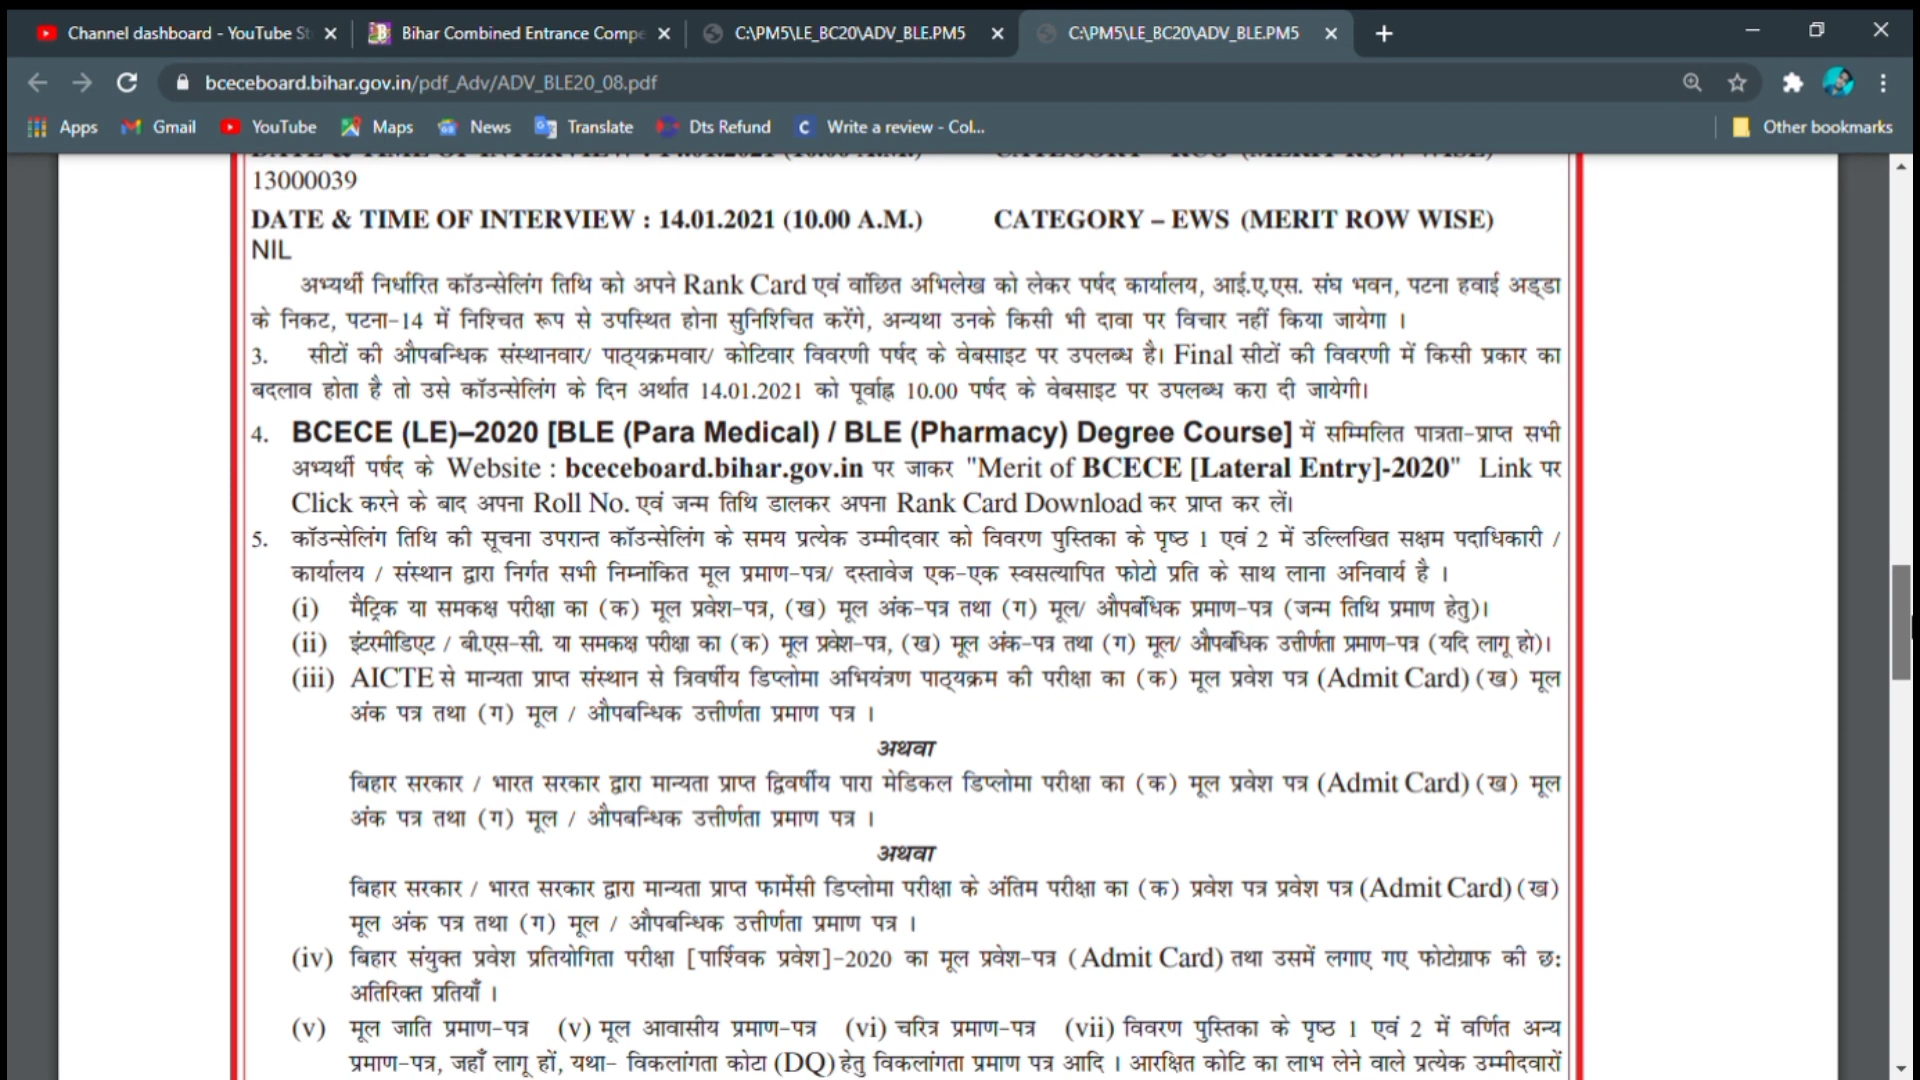 Channel dashboard - YouTube St
Bihar Combined Entrance Compe
C:\PM5\LE_BC20\ADV_BLE.PM5
C:\PM5\LE_BC20\ADV_BLE.PM5
bceceboard.bihar.gov.in/pdf_Adv/ADV_BLE20_08.pdf
Apps Gmail YouTube Maps News Translate Dts Refund Write a review - Col... Other bookmarks
DATE & TIME OF INTERVIEW : 14.01.2021 (10.00 A.M.) CATEGORY – RCG (MERIT ROW WISE)
13000039
DATE & TIME OF INTERVIEW : 14.01.2021 (10.00 A.M.) CATEGORY – EWS (MERIT ROW WISE)
NIL
अभ्यर्थी निर्धारित कॉउन्सेलिंग तिथि को अपने Rank Card एवं वांछित अभिलेख को लेकर पर्षद कार्यालय, आई.ए.एस. संघ भवन, पटना हवाई अड्डा
के निकट, पटना-14 में निश्चित रूप से उपस्थित होना सुनिश्चित करेंगे, अन्यथा उनके किसी भी दावा पर विचार नहीं किया जायेगा ।
3. सीटों की औपबन्धिक संस्थानवार/ पाठ्यक्रमवार/ कोटिवार विवरणी पर्षद के वेबसाइट पर उपलब्ध है। Final सीटों की विवरणी में किसी प्रकार का
बदलाव होता है तो उसे कॉउन्सेलिंग के दिन अर्थात 14.01.2021 को पूर्वाह्न 10.00 पर्षद के वेबसाइट पर उपलब्ध करा दी जायेगी।
4. BCECE (LE)–2020 [BLE (Para Medical) / BLE (Pharmacy) Degree Course] में सम्मिलित पात्रता-प्राप्त सभी
अभ्यर्थी पर्षद के Website : bceceboard.bihar.gov.in पर जाकर "Merit of BCECE [Lateral Entry]-2020" Link पर
Click करने के बाद अपना Roll No. एवं जन्म तिथि डालकर अपना Rank Card Download कर प्राप्त कर लें।
5. कॉउन्सेलिंग तिथि की सूचना उपरान्त कॉउन्सेलिंग के समय प्रत्येक उम्मीदवार को विवरण पुस्तिका के पृष्ठ 1 एवं 2 में उल्लिखित सक्षम पदाधिकारी /
कार्यालय / संस्थान द्वारा निर्गत सभी निम्नांकित मूल प्रमाण-पत्र/ दस्तावेज एक-एक स्वसत्यापित फोटो प्रति के साथ लाना अनिवार्य है ।
(i) मैट्रिक या समकक्ष परीक्षा का (क) मूल प्रवेश-पत्र, (ख) मूल अंक-पत्र तथा (ग) मूल/ औपबंधिक प्रमाण-पत्र (जन्म तिथि प्रमाण हेतु)।
(ii) इंटरमीडिएट / बी.एस-सी. या समकक्ष परीक्षा का (क) मूल प्रवेश-पत्र, (ख) मूल अंक-पत्र तथा (ग) मूल/ औपबंधिक उत्तीर्णता प्रमाण-पत्र (यदि लागू हो)।
(iii) AICTE से मान्यता प्राप्त संस्थान से त्रिवर्षीय डिप्लोमा अभियंत्रण पाठ्यक्रम की परीक्षा का (क) मूल प्रवेश पत्र (Admit Card) (ख) मूल
अंक पत्र तथा (ग) मूल / औपबन्धिक उत्तीर्णता प्रमाण पत्र ।
अथवा
बिहार सरकार / भारत सरकार द्वारा मान्यता प्राप्त द्विवर्षीय पारा मेडिकल डिप्लोमा परीक्षा का (क) मूल प्रवेश पत्र (Admit Card) (ख) मूल
अंक पत्र तथा (ग) मूल / औपबन्धिक उत्तीर्णता प्रमाण पत्र ।
अथवा
बिहार सरकार / भारत सरकार द्वारा मान्यता प्राप्त फार्मेसी डिप्लोमा परीक्षा के अंतिम परीक्षा का (क) प्रवेश पत्र प्रवेश पत्र (Admit Card) (ख)
मूल अंक पत्र तथा (ग) मूल / औपबन्धिक उत्तीर्णता प्रमाण पत्र ।
(iv) बिहार संयुक्त प्रवेश प्रतियोगिता परीक्षा [पार्श्विक प्रवेश]-2020 का मूल प्रवेश-पत्र (Admit Card) तथा उसमें लगाए गए फोटोग्राफ की छः
अतिरिक्त प्रतियाँ ।
(v) मूल जाति प्रमाण-पत्र (v) मूल आवासीय प्रमाण-पत्र (vi) चरित्र प्रमाण-पत्र (vii) विवरण पुस्तिका के पृष्ठ 1 एवं 2 में वर्णित अन्य
प्रमाण-पत्र, जहाँ लागू हों, यथा- विकलांगता कोटा (DQ) हेतु विकलांगता प्रमाण पत्र आदि । आरक्षित कोटि का लाभ लेने वाले प्रत्येक उम्मीदवारों